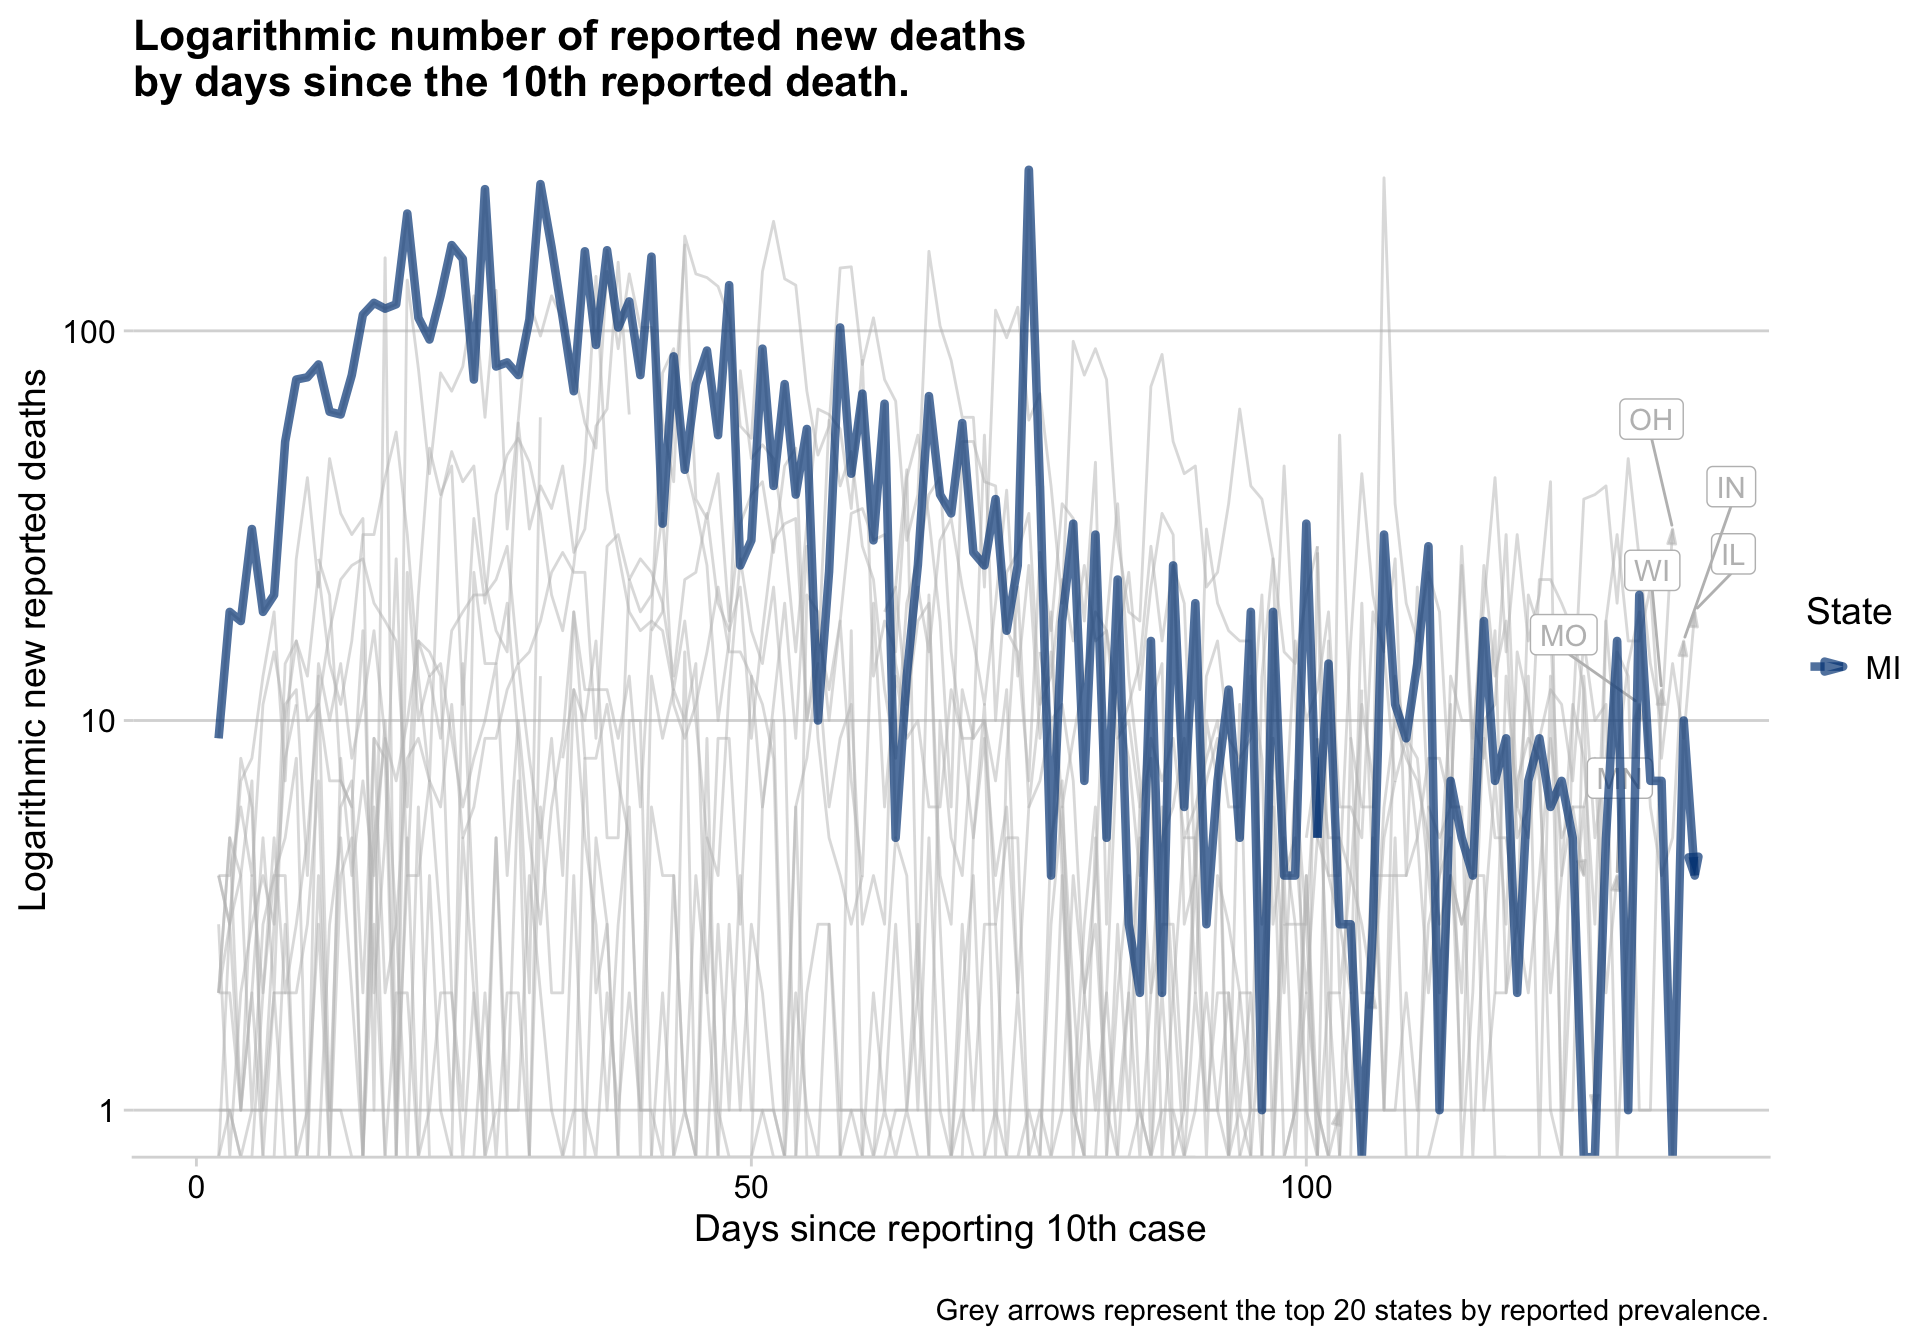 Logarithmic number of reported new deaths
by days since the 10th reported death.
Logarithmic new reported deaths
100
10
1
0
50
100
Days since reporting 10th case
OH
IN
IL
WI
MO
MN
State
MI
Grey arrows represent the top 20 states by reported prevalence.